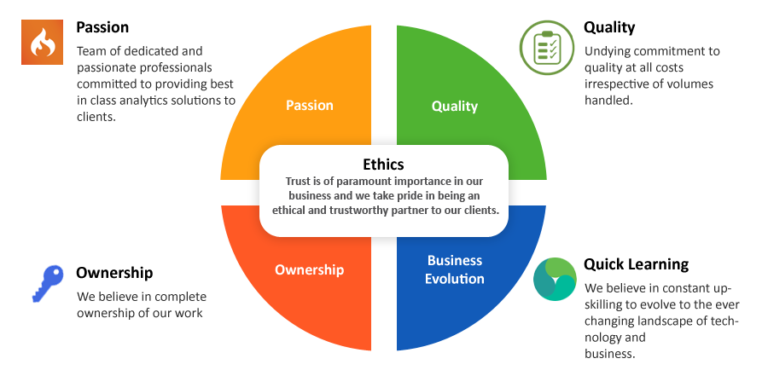 Passion
Team of dedicated and
passionate professionals
committed to providing best
in class analytics solutions to
clients.
Quality
Undying commitment to
quality at all costs
irrespective of volumes
handled.
Passion
Quality
Ethics
Trust is of paramount importance in our
business and we take pride in being an
ethical and trustworthy partner to our clients.
Ownership
Business
Evolution
Ownership
We believe in complete
ownership of our work
Quick Learning
We believe in constant up-
skilling to evolve to the ever
changing landscape of tech-
nology and
business.